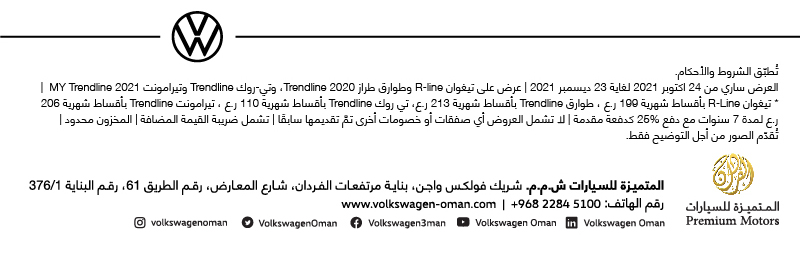 تُطبّق الشروط والأحكام.
العرض ساري من 24 اكتوبر 2021 لغاية 23 ديسمبر 2021 | عرض على تيغوان R-line وطوارق طراز Trendline 2020، وتي-روك Trendline وتيرامونت MY Trendline 2021 |
* تيغوان R-Line بأقساط شهرية 199 ر.ع ، طوارق Trendline بأقساط شهرية 213 ر.ع، تي روك Trendline بأقساط شهرية 110 ر.ع ، تيرامونت Trendline بأقساط شهرية 206
ر.ع لمدة 7 سنوات مع دفع 25% كدفعة مقدمة | لا تشمل العروض أي صفقات أو خصومات أخرى تمّ تقديمها سابقًا | تشمل ضريبة القيمة المضافة | المخزون محدود |
تُقدّم الصور من أجل التوضيح فقط.
المتميزة للسيارات ش.م.م. شريك فولكس واجن، بناية مرتفعات الفردان، شارع المعارض، رقم الطريق 61، رقم البناية 376/1
رقم الهاتف: 5100 2284 968+ | www.volkswagen-oman.com
المتميزة للسيارات
Premium Motors
volkswagenoman VolkswagenOman Volkswagen3man Volkswagen Oman Volkswagen Oman